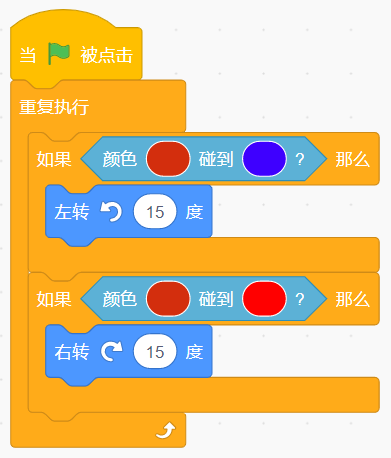 当 被点击
重复执行
如果 颜色 碰到 ? 那么
左转 15 度
如果 颜色 碰到 ? 那么
右转 15 度